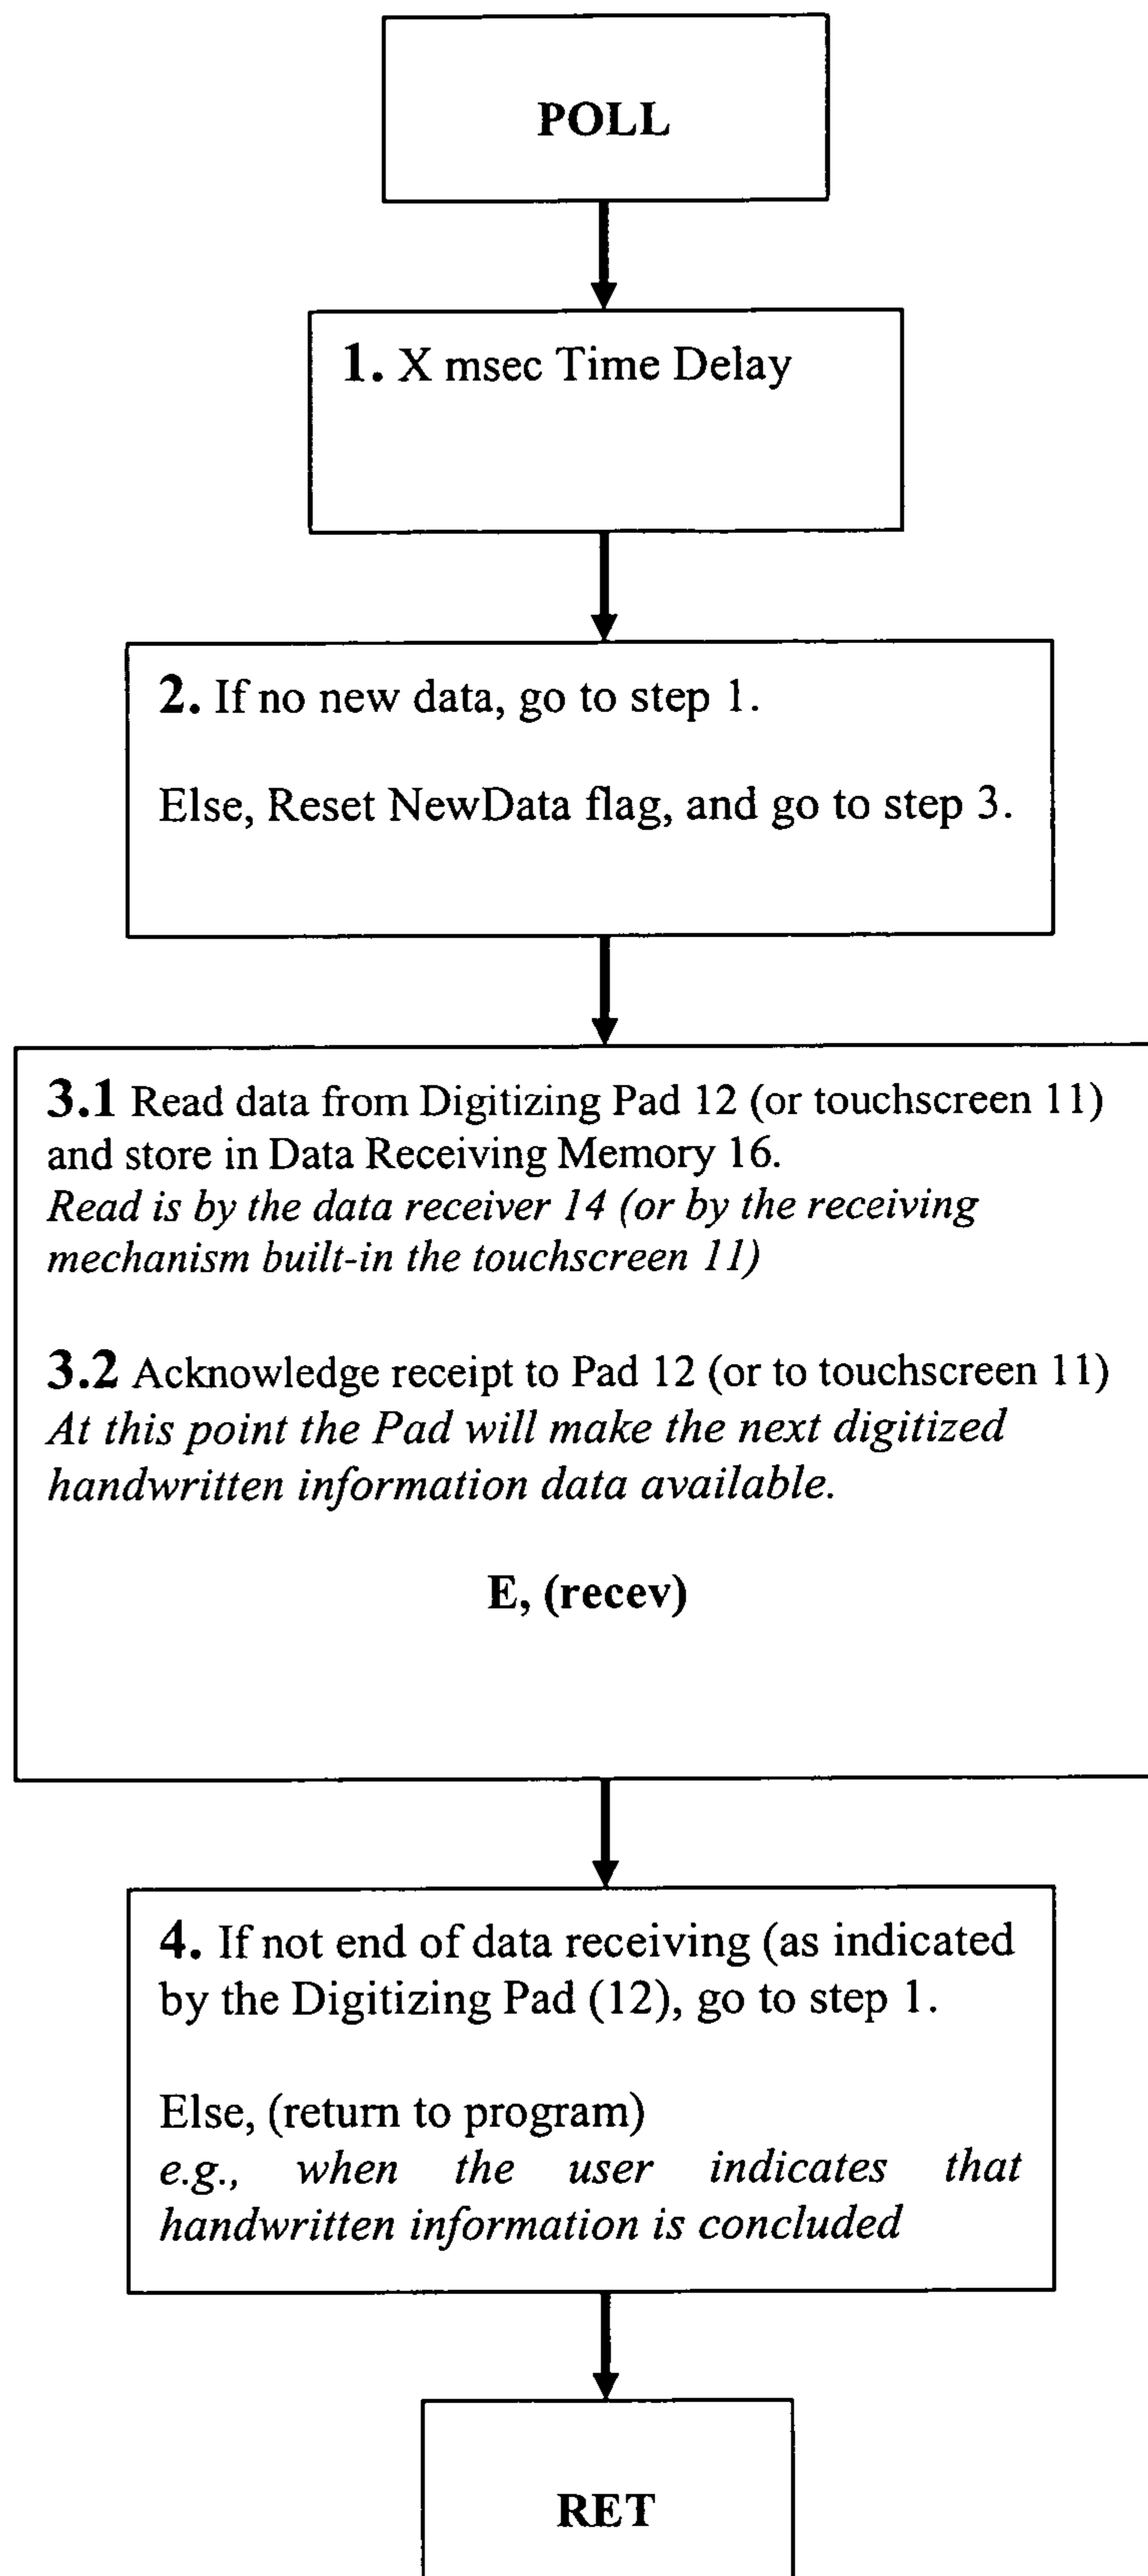 POLL
1. X msec Time Delay
2. If no new data, go to step 1.
Else, Reset NewData flag, and go to step 3.
3.1 Read data from Digitizing Pad 12 (or touchscreen 11)
and store in Data Receiving Memory 16.
Read is by the data receiver 14 (or by the receiving
mechanism built-in the touchscreen 11)
3.2 Acknowledge receipt to Pad 12 (or to touchscreen 11)
At this point the Pad will make the next digitized
handwritten information data available.
E, (recev)
4. If not end of data receiving (as indicated
by the Digitizing Pad (12), go to step 1.
Else, (return to program)
e.g., when the user indicates that
handwritten information is concluded
RET